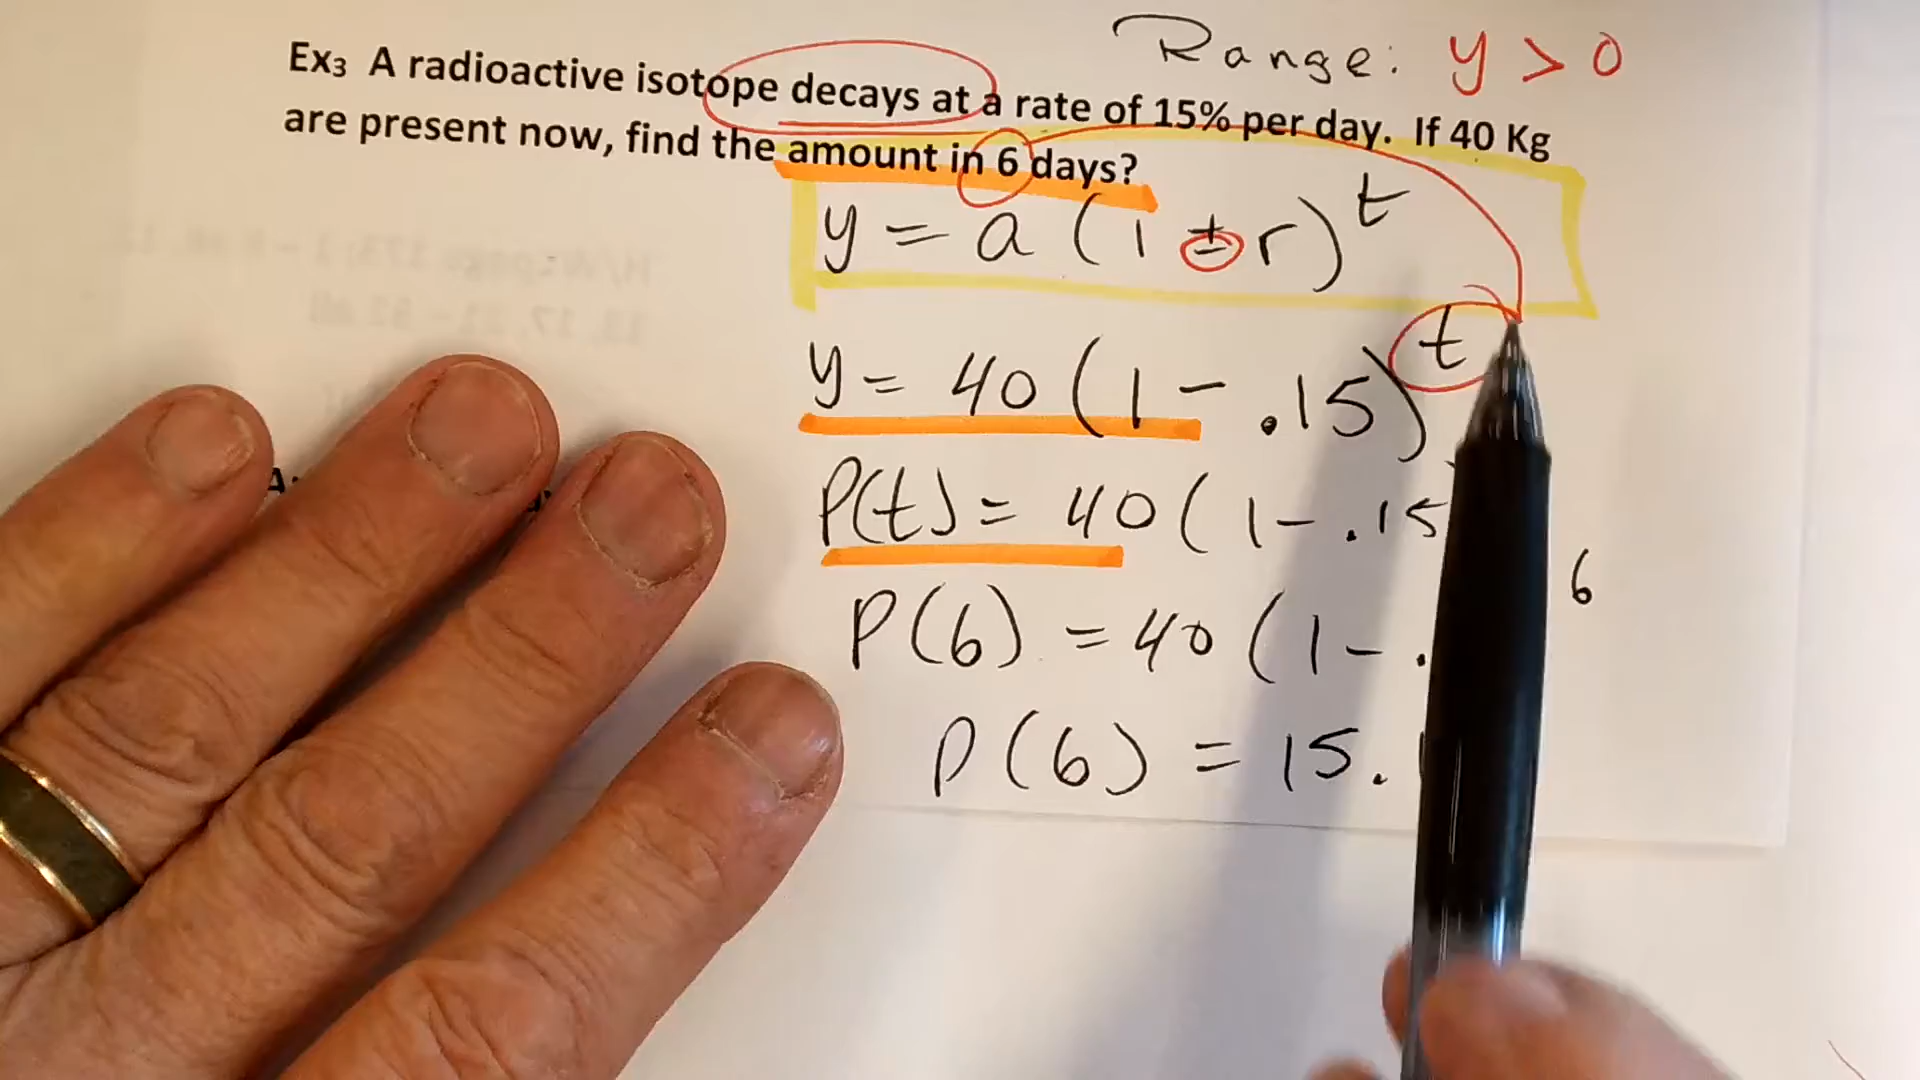 Range: y > 0
Ex3 A radioactive isotope decays at a rate of 15% per day. If 40 Kg
are present now, find the amount in 6 days?
y = a (1 ± r)^t
y = 40 (1 - .15)^t
P(t) = 40 (1 - .15
P(6) = 40 (1 - . 6
P(6) = 15.